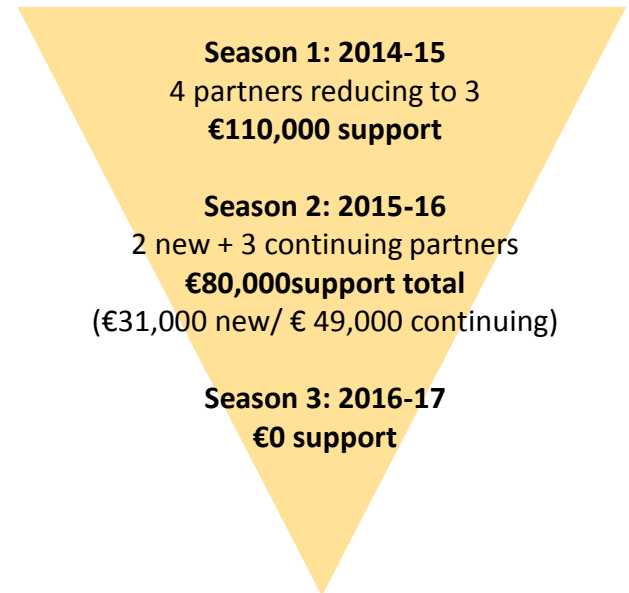 Season 1: 2014-15
4 partners reducing to 3
€110,000 support
Season 2: 2015-16
2 new + 3 continuing partners
€80,000support total
(€31,000 new/ € 49,000 continuing)
Season 3: 2016-17
€0 support